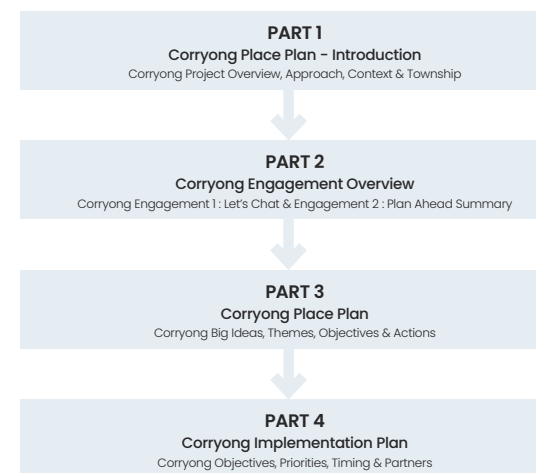 PART 1
Corryong Place Plan - Introduction
Corryong Project Overview, Approach, Context & Township
PART 2
Corryong Engagement Overview
Corryong Engagement 1 : Let's Chat & Engagement 2 : Plan Ahead Summary
PART 3
Corryong Place Plan
Corryong Big Ideas, Themes, Objectives & Actions
PART 4
Corryong Implementation Plan
Corryong Objectives, Priorities, Timing & Partners